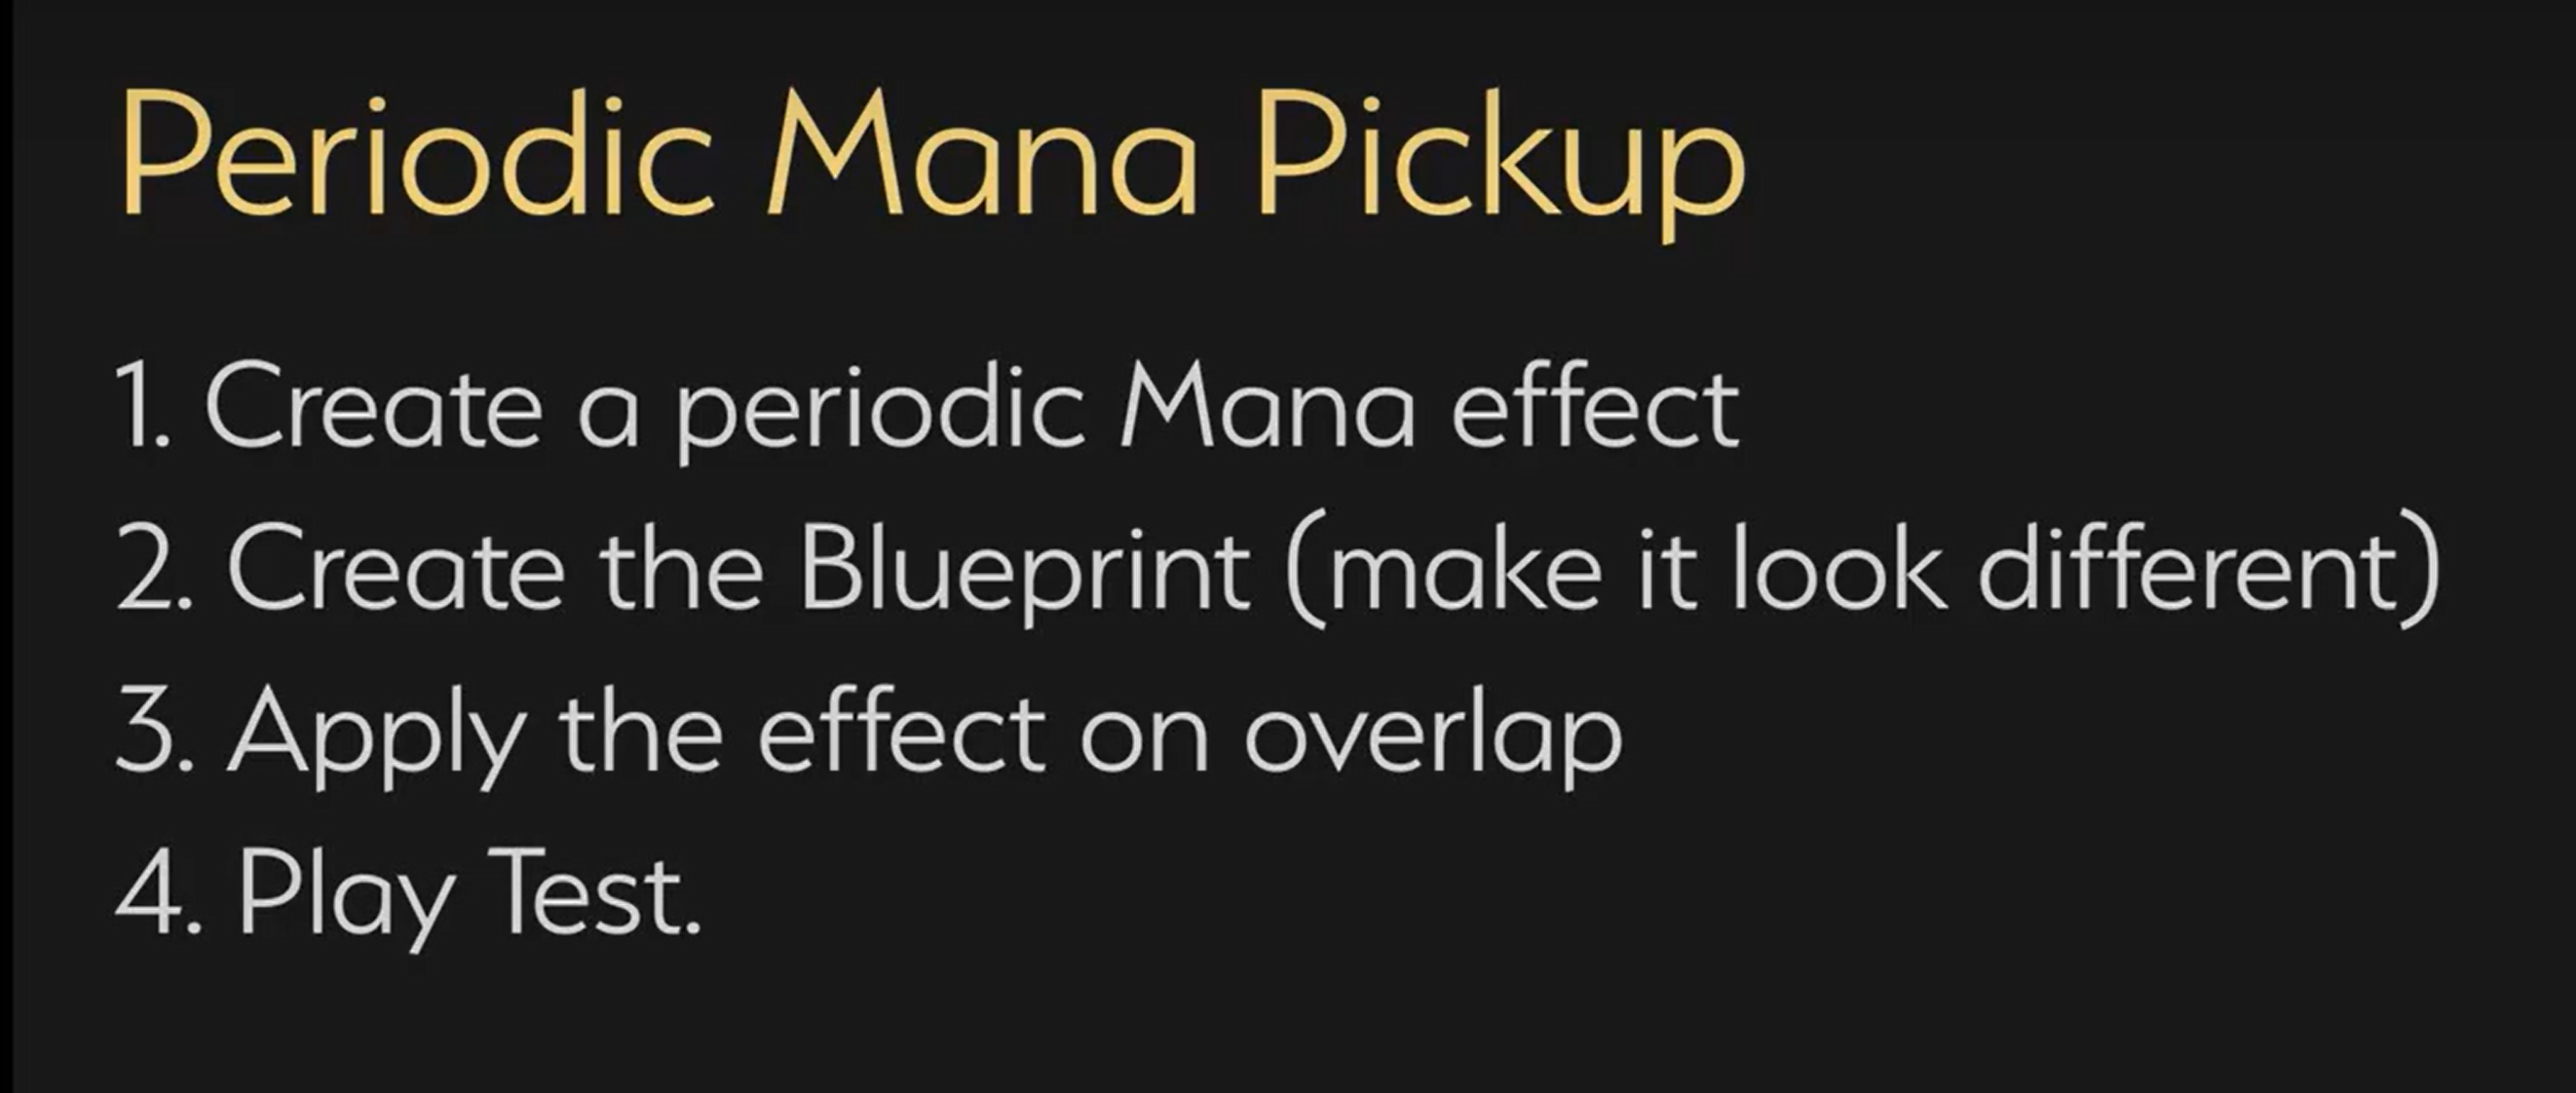 Periodic Mana Pickup
1. Create a periodic Mana effect
2. Create the Blueprint (make it look different)
3. Apply the effect on overlap
4. Play Test.